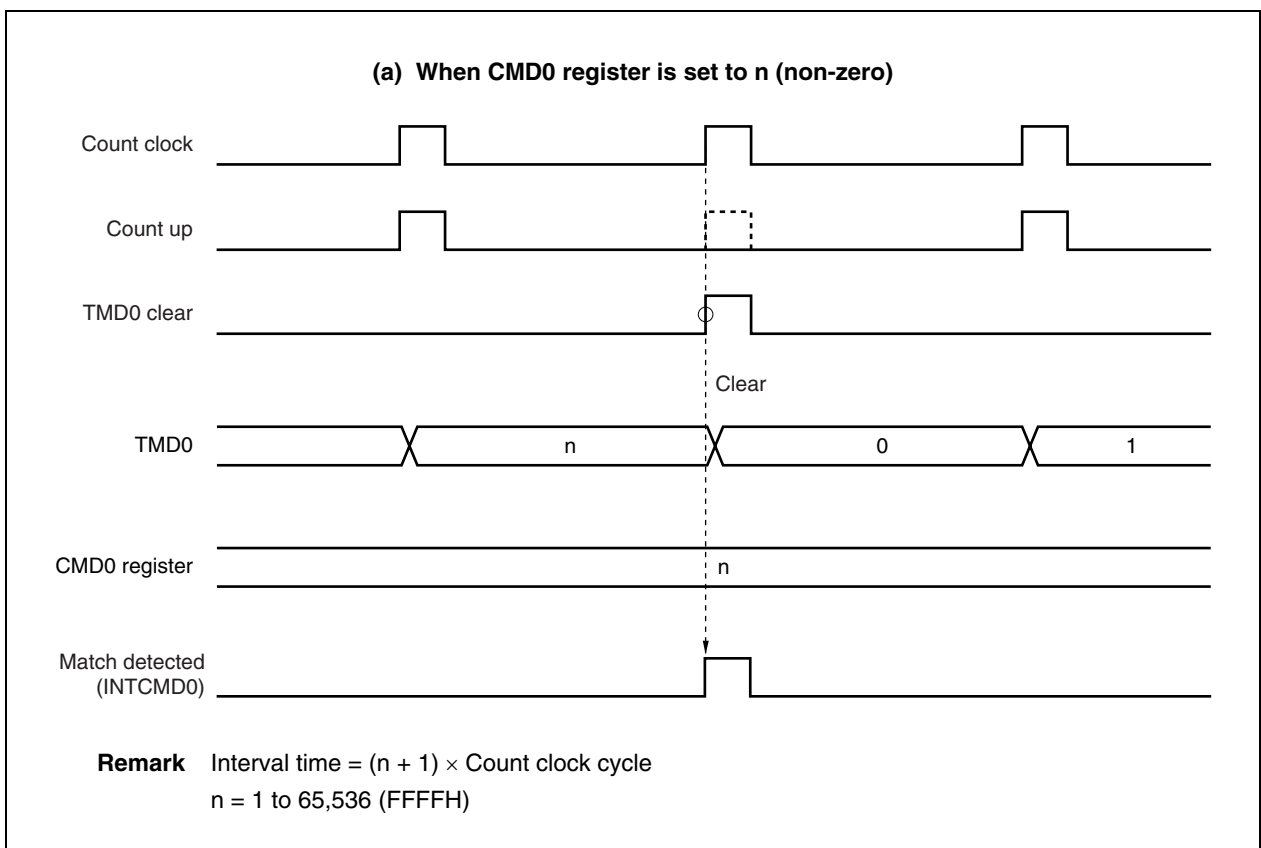 (a) When CMD0 register is set to n (non-zero)
Count clock
Count up
TMD0 clear
Clear
TMD0
n
0
1
CMD0 register
n
Match detected
(INTCMD0)
Remark Interval time = (n + 1) × Count clock cycle
n = 1 to 65,536 (FFFFH)